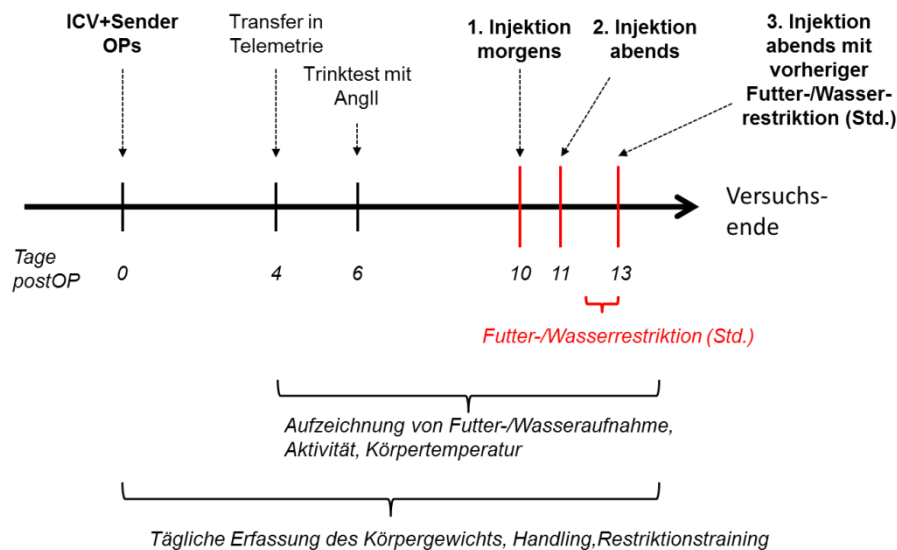 ICV+Sender
OPs
Transfer in
Telemetrie
Trinktest mit
AngII
1. Injektion
morgens
2. Injektion
abends
3. Injektion
abends mit
vorheriger
Futter-/Wasser-
restriktion (Std.)
Versuchs-
ende
Tage
postOP
0
4
6
10
11
13
Futter-/Wasserrestriktion (Std.)
Aufzeichnung von Futter-/Wasseraufnahme,
Aktivität, Körpertemperatur
Tägliche Erfassung des Körpergewichts, Handling,Restriktionstraining